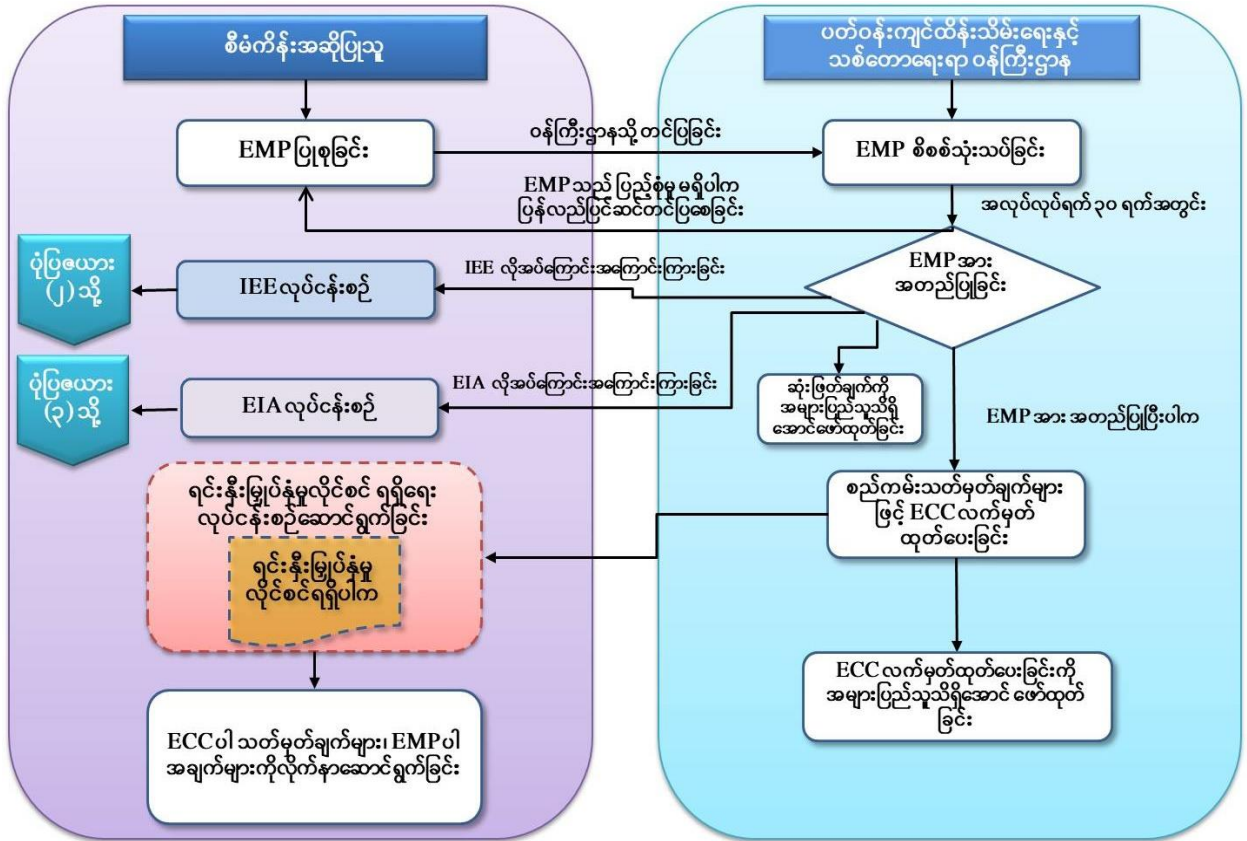 စီမံကိန်းအဆိုပြုသူ
ပတ်ဝန်းကျင်ထိန်းသိမ်းရေးနှင့်
သစ်တောရေးရာ ဝန်ကြီးဌာန
EMP ပြုစုခြင်း
ဝန်ကြီးဌာနသို့ တင်ပြခြင်း
EMP စိစစ်သုံးသပ်ခြင်း
EMP သည် ပြည့်စုံမှု မရှိပါက
ပြန်လည်ပြင်ဆင်တင်ပြစေခြင်း
အလုပ်လုပ်ရက် ၃၀ ရက်အတွင်း
ပုံပြဇယား
(၂) သို့
IEE လုပ်ငန်းစဉ်
IEE လိုအပ်ကြောင်းအကြောင်းကြားခြင်း
EMP အား
အတည်ပြုခြင်း
ပုံပြဇယား
(၃) သို့
EIA လုပ်ငန်းစဉ်
EIA လိုအပ်ကြောင်းအကြောင်းကြားခြင်း
ဆုံးဖြတ်ချက်ကို
အများပြည်သူသိရှိ
အောင်ဖော်ထုတ်ခြင်း
EMP အား အတည်ပြုပြီးပါက
ရင်းနှီးမြှုပ်နှံမှုလိုင်စင် ရရှိရေး
လုပ်ငန်းစဉ်ဆောင်ရွက်ခြင်း
ရင်းနှီးမြှုပ်နှံမှု
လိုင်စင်ရရှိပါက
စည်ကမ်းသတ်မှတ်ချက်များ
ဖြင့် ECC လက်မှတ်
ထုတ်ပေးခြင်း
ECC လက်မှတ်ထုတ်ပေးခြင်းကို
အများပြည်သူသိရှိအောင် ဖော်ထုတ်
ခြင်း
ECC ပါ သတ်မှတ်ချက်များ၊ EMP ပါ
အချက်များကိုလိုက်နာဆောင်ရွက်ခြင်း